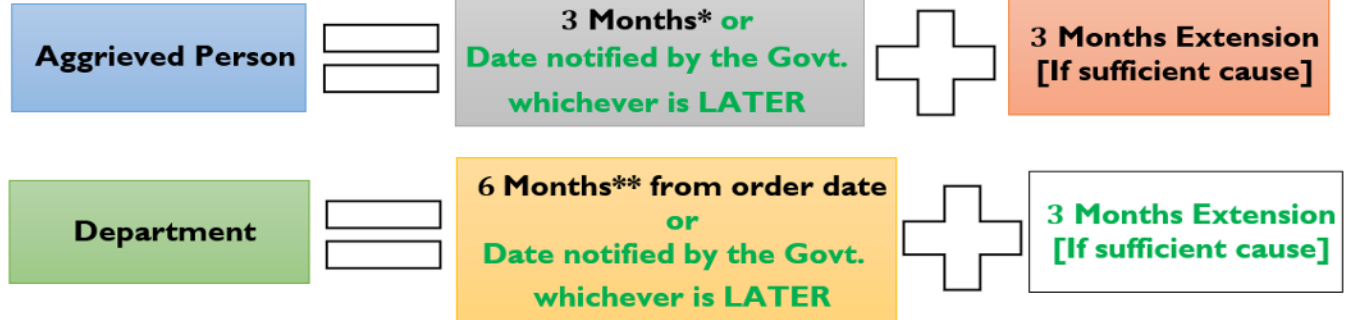 Aggrieved Person
3 Months* or
Date notified by the Govt.
whichever is LATER
3 Months Extension
[If sufficient cause]
Department
6 Months** from order date
or
Date notified by the Govt.
whichever is LATER
3 Months Extension
[If sufficient cause]